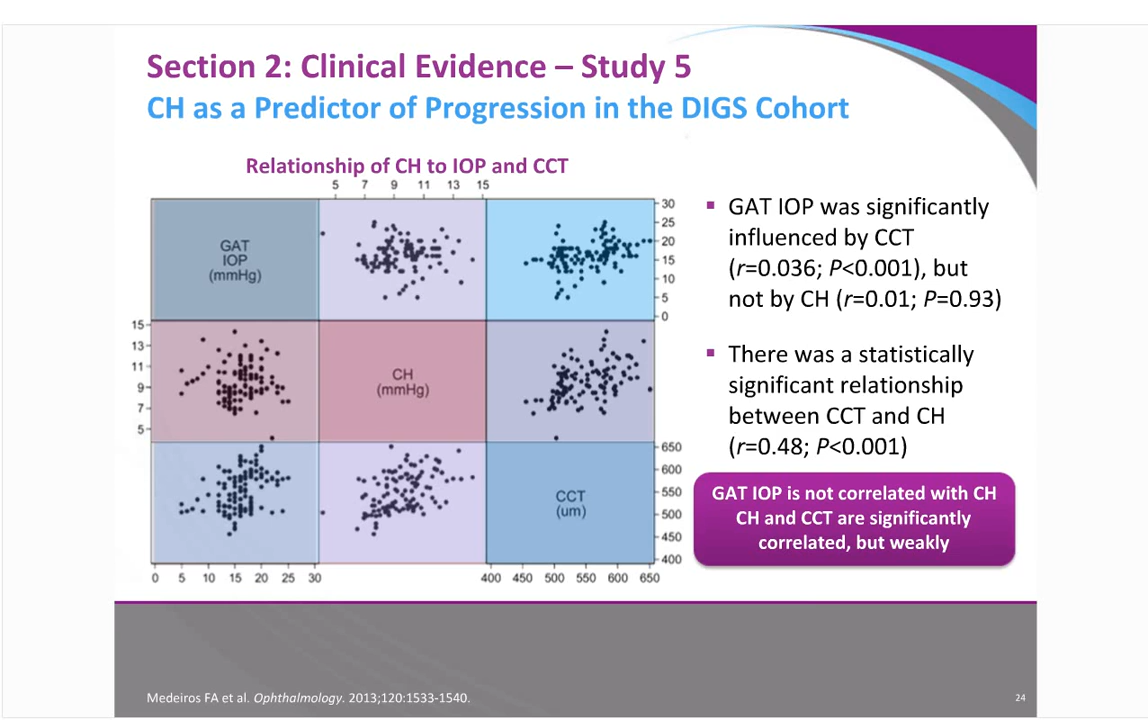 Section 2: Clinical Evidence – Study 5
CH as a Predictor of Progression in the DIGS Cohort
Relationship of CH to IOP and CCT
5 7 9 11 13 15
GAT
IOP
(mmHg)
30
25
20
15
10
5
0
15
13
11
9
7
5
CH
(mmHg)
650
600
550
500
450
400
CCT
(um)
0 5 10 15 20 25 30
400 450 500 550 600 650
▪ GAT IOP was significantly
influenced by CCT
(r=0.036; P<0.001), but
not by CH (r=0.01; P=0.93)
▪ There was a statistically
significant relationship
between CCT and CH
(r=0.48; P<0.001)
GAT IOP is not correlated with CH
CH and CCT are significantly
correlated, but weakly
Medeiros FA et al. Ophthalmology. 2013;120:1533-1540.
24